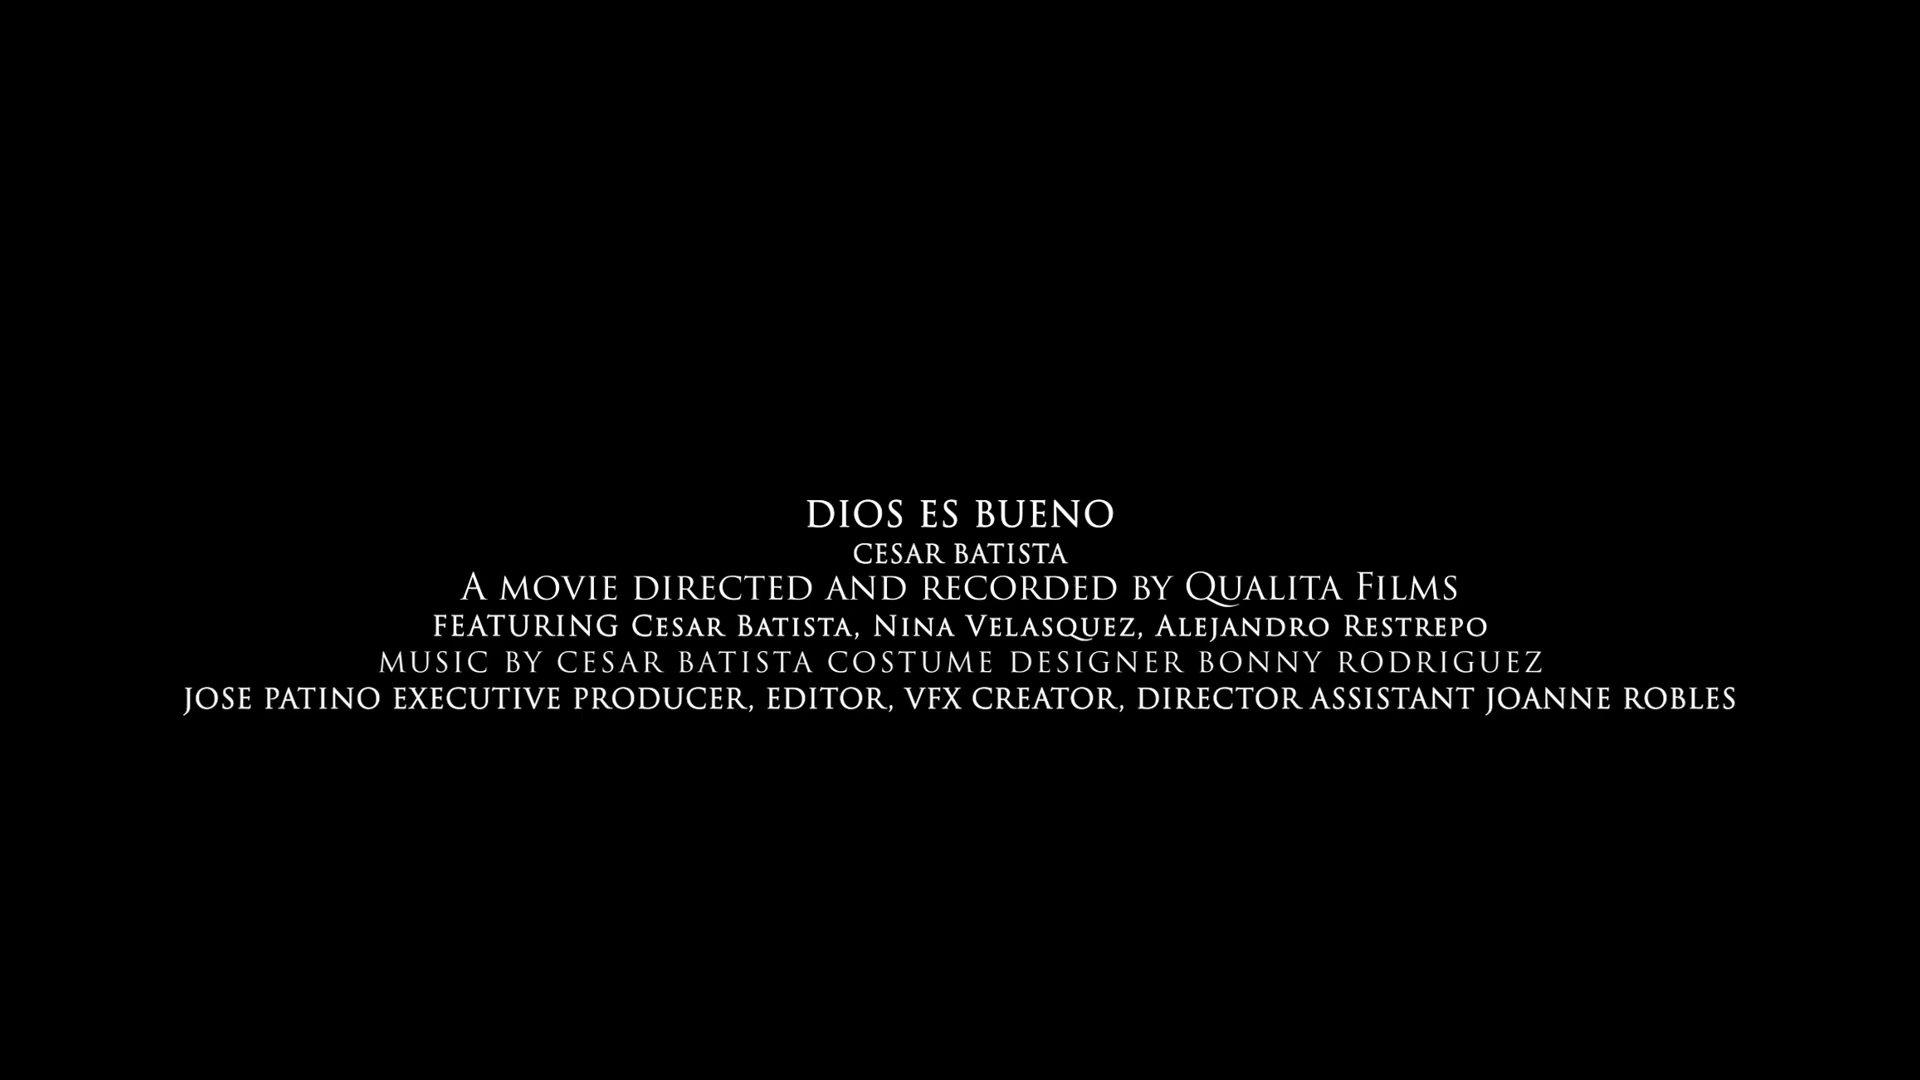 DIOS ES BUENO
CESAR BATISTA
A MOVIE DIRECTED AND RECORDED BY QUALITA FILMS
FEATURING CESAR BATISTA, NINA VELASQUEZ, ALEJANDRO RESTREPO
MUSIC BY CESAR BATISTA COSTUME DESIGNER BONNY RODRIGUEZ
JOSE PATINO EXECUTIVE PRODUCER, EDITOR, VFX CREATOR, DIRECTOR ASSISTANT JOANNE ROBLES